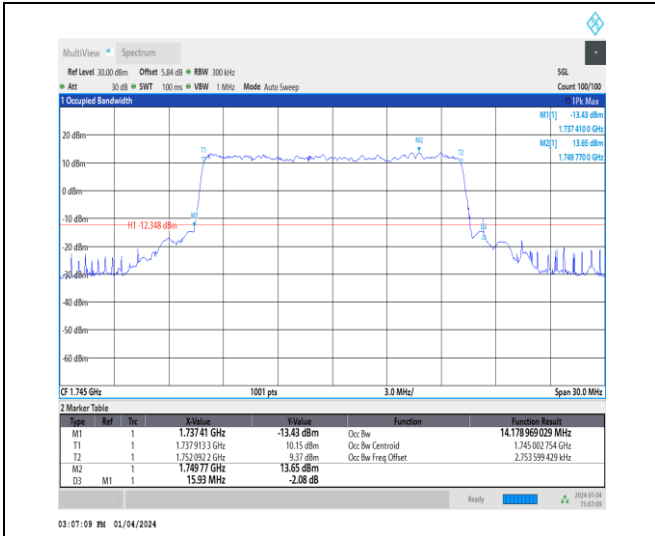 MultiView Spectrum
Ref Level 30.00 dBm Offset 5.84 dB RBW 300 kHz SGL
Att 30 dB SWT 100 ms VBW 1 MHz Mode Auto Sweep Count 100/100
1 Occupied Bandwidth 1Pk Max
M1[1] -13.43 dBm
1.737 410 0 GHz
M2[1] 13.65 dBm
1.749 770 0 GHz
20 dBm
T1 M2 T2
10 dBm
0 dBm
-10 dBm
M1
H1 -12.348 dBm
D3
-20 dBm
-30 dBm
-40 dBm
-50 dBm
-60 dBm
CF 1.745 GHz 1001 pts 3.0 MHz/ Span 30.0 MHz
2 Marker Table
Type Ref Trc X-Value Y-Value Function Function Result
M1 1 1.73741 GHz -13.43 dBm Occ Bw 14.178 969 029 MHz
T1 1 1.737 913 3 GHz 10.15 dBm Occ Bw Centroid 1.745 002 754 GHz
T2 1 1.752 092 2 GHz 9.37 dBm Occ Bw Freq Offset 2.753 599 429 kHz
M2 1 1.74977 GHz 13.65 dBm
D3 M1 1 15.93 MHz -2.08 dB
Ready 2024-01-04
15:07:09
03:07:09 PM 01/04/2024